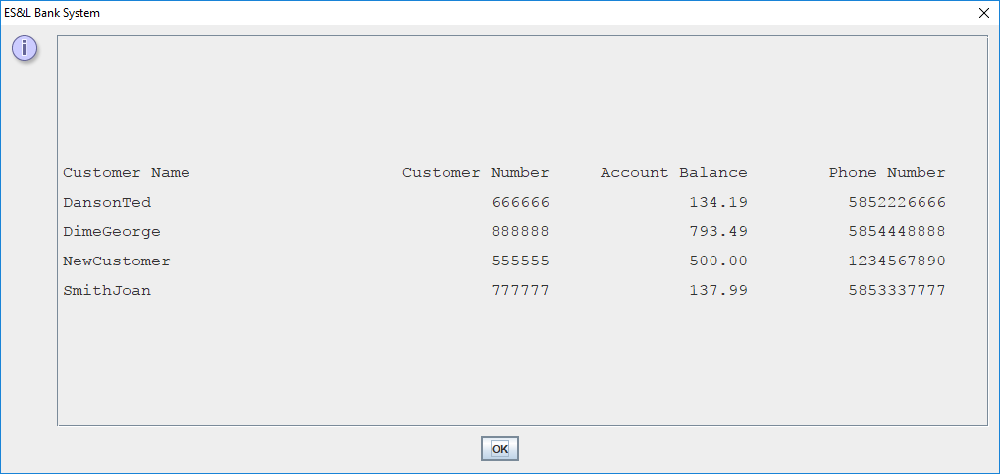 ES&L Bank System
i
Customer Name Customer Number Account Balance Phone Number
DansonTed 666666 134.19 5852226666
DimeGeorge 888888 793.49 5854448888
NewCustomer 555555 500.00 1234567890
SmithJoan 777777 137.99 5853337777
OK